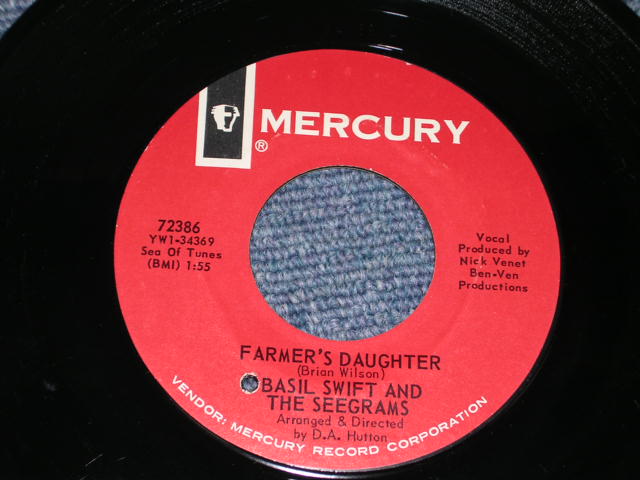 MERCURY
®
72386
YW1-34369
Sea Of Tunes
(BMI) 1:55
Vocal
Produced by
Nick Venet
Ben-Ven
Productions
FARMER'S DAUGHTER
(Brian Wilson)
BASIL SWIFT AND
THE SEEGRAMS
Arranged & Directed
by D.A. Hutton
VENDOR: MERCURY RECORD CORPORATION